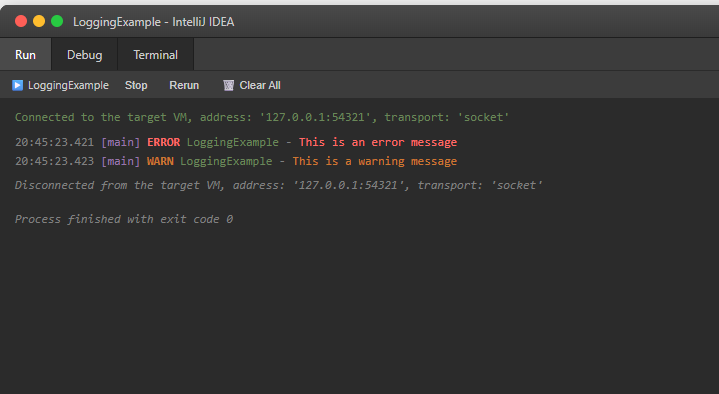 LoggingExample - IntelliJ IDEA
Run Debug Terminal
LoggingExample Stop Rerun Clear All
Connected to the target VM, address: '127.0.0.1:54321', transport: 'socket'
20:45:23.421 [main] ERROR LoggingExample - This is an error message
20:45:23.423 [main] WARN LoggingExample - This is a warning message
Disconnected from the target VM, address: '127.0.0.1:54321', transport: 'socket'
Process finished with exit code 0